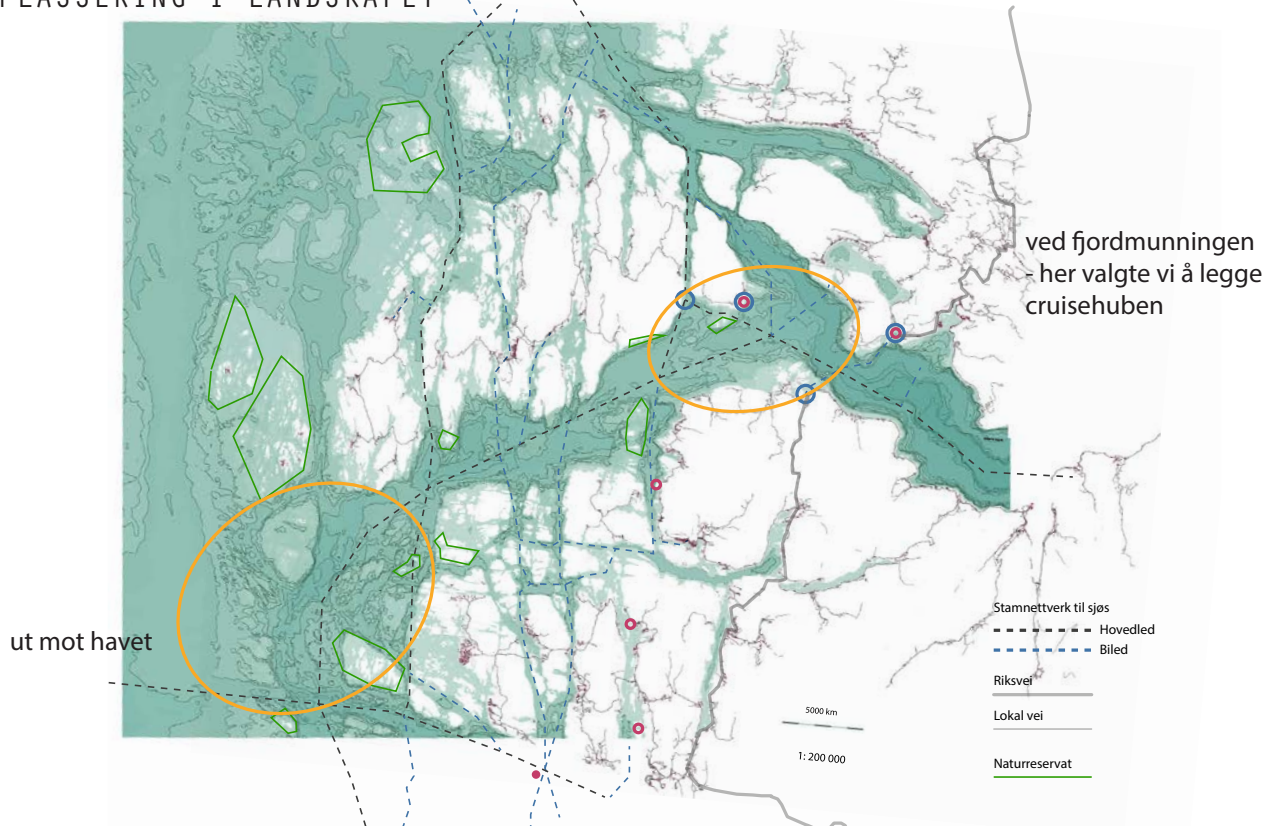 PLASSERING I LANDSKAPET
ved fjordmunningen
- her valgte vi å legge
cruisehuben
ut mot havet
Stamnettverk til sjøs
Hovedled
Biled
Riksvei
Lokal vei
Naturreservat
5000 km
1: 200 000